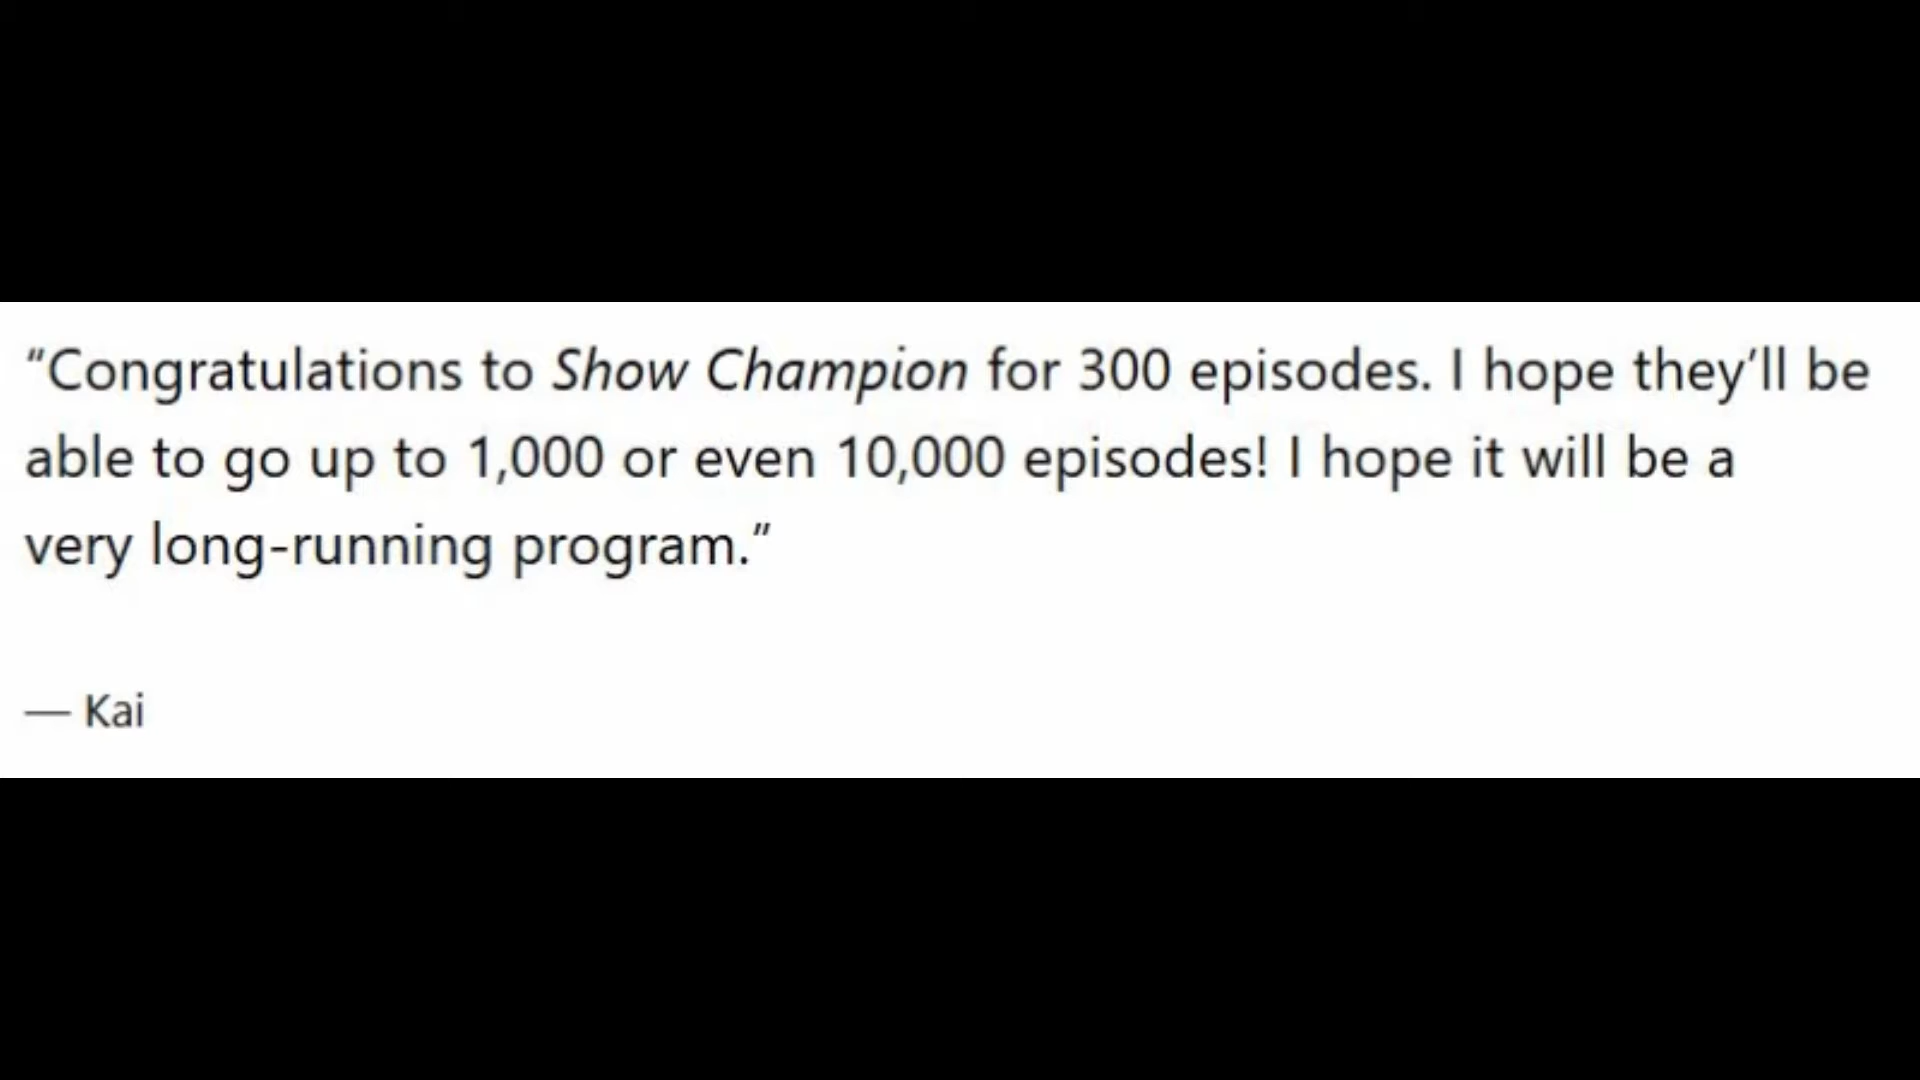 “Congratulations to Show Champion for 300 episodes. I hope they’ll be
able to go up to 1,000 or even 10,000 episodes! I hope it will be a
very long-running program.”
— Kai